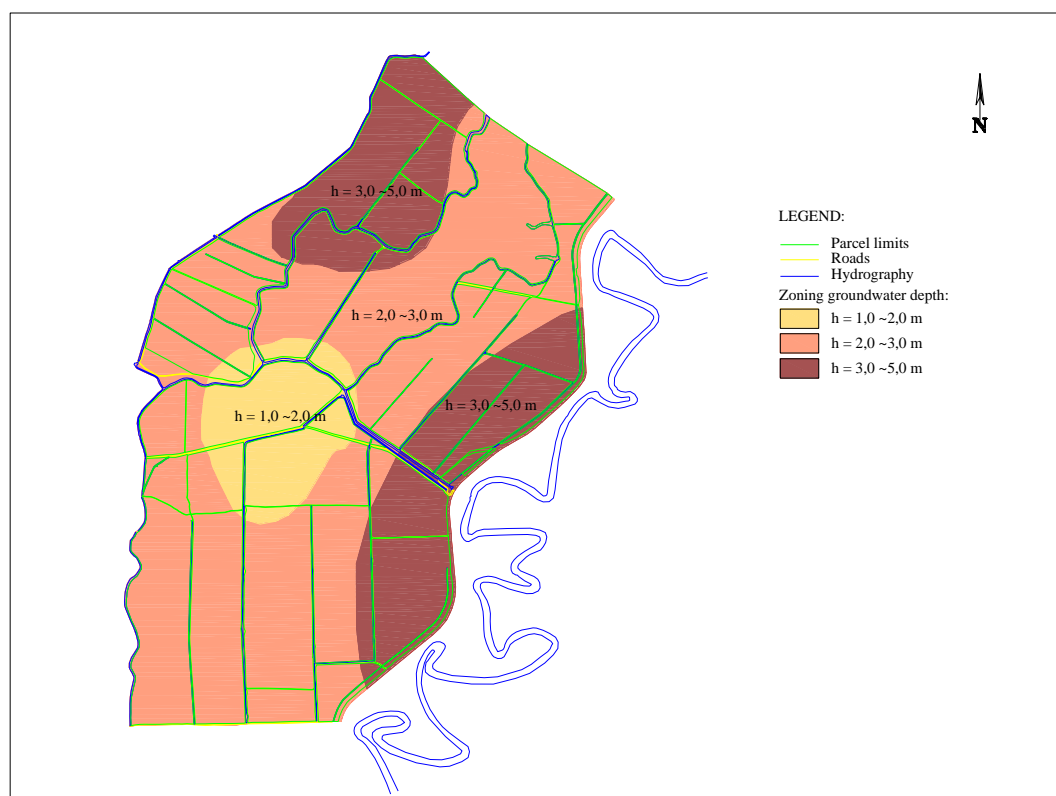 N
h = 3,0 ~5,0 m
LEGEND:
Parcel limits
Roads
Hydrography
Zoning groundwater depth:
h = 1,0 ~2,0 m
h = 2,0 ~3,0 m
h = 3,0 ~5,0 m
h = 2,0 ~3,0 m
h = 3,0 ~5,0 m
h = 1,0 ~2,0 m